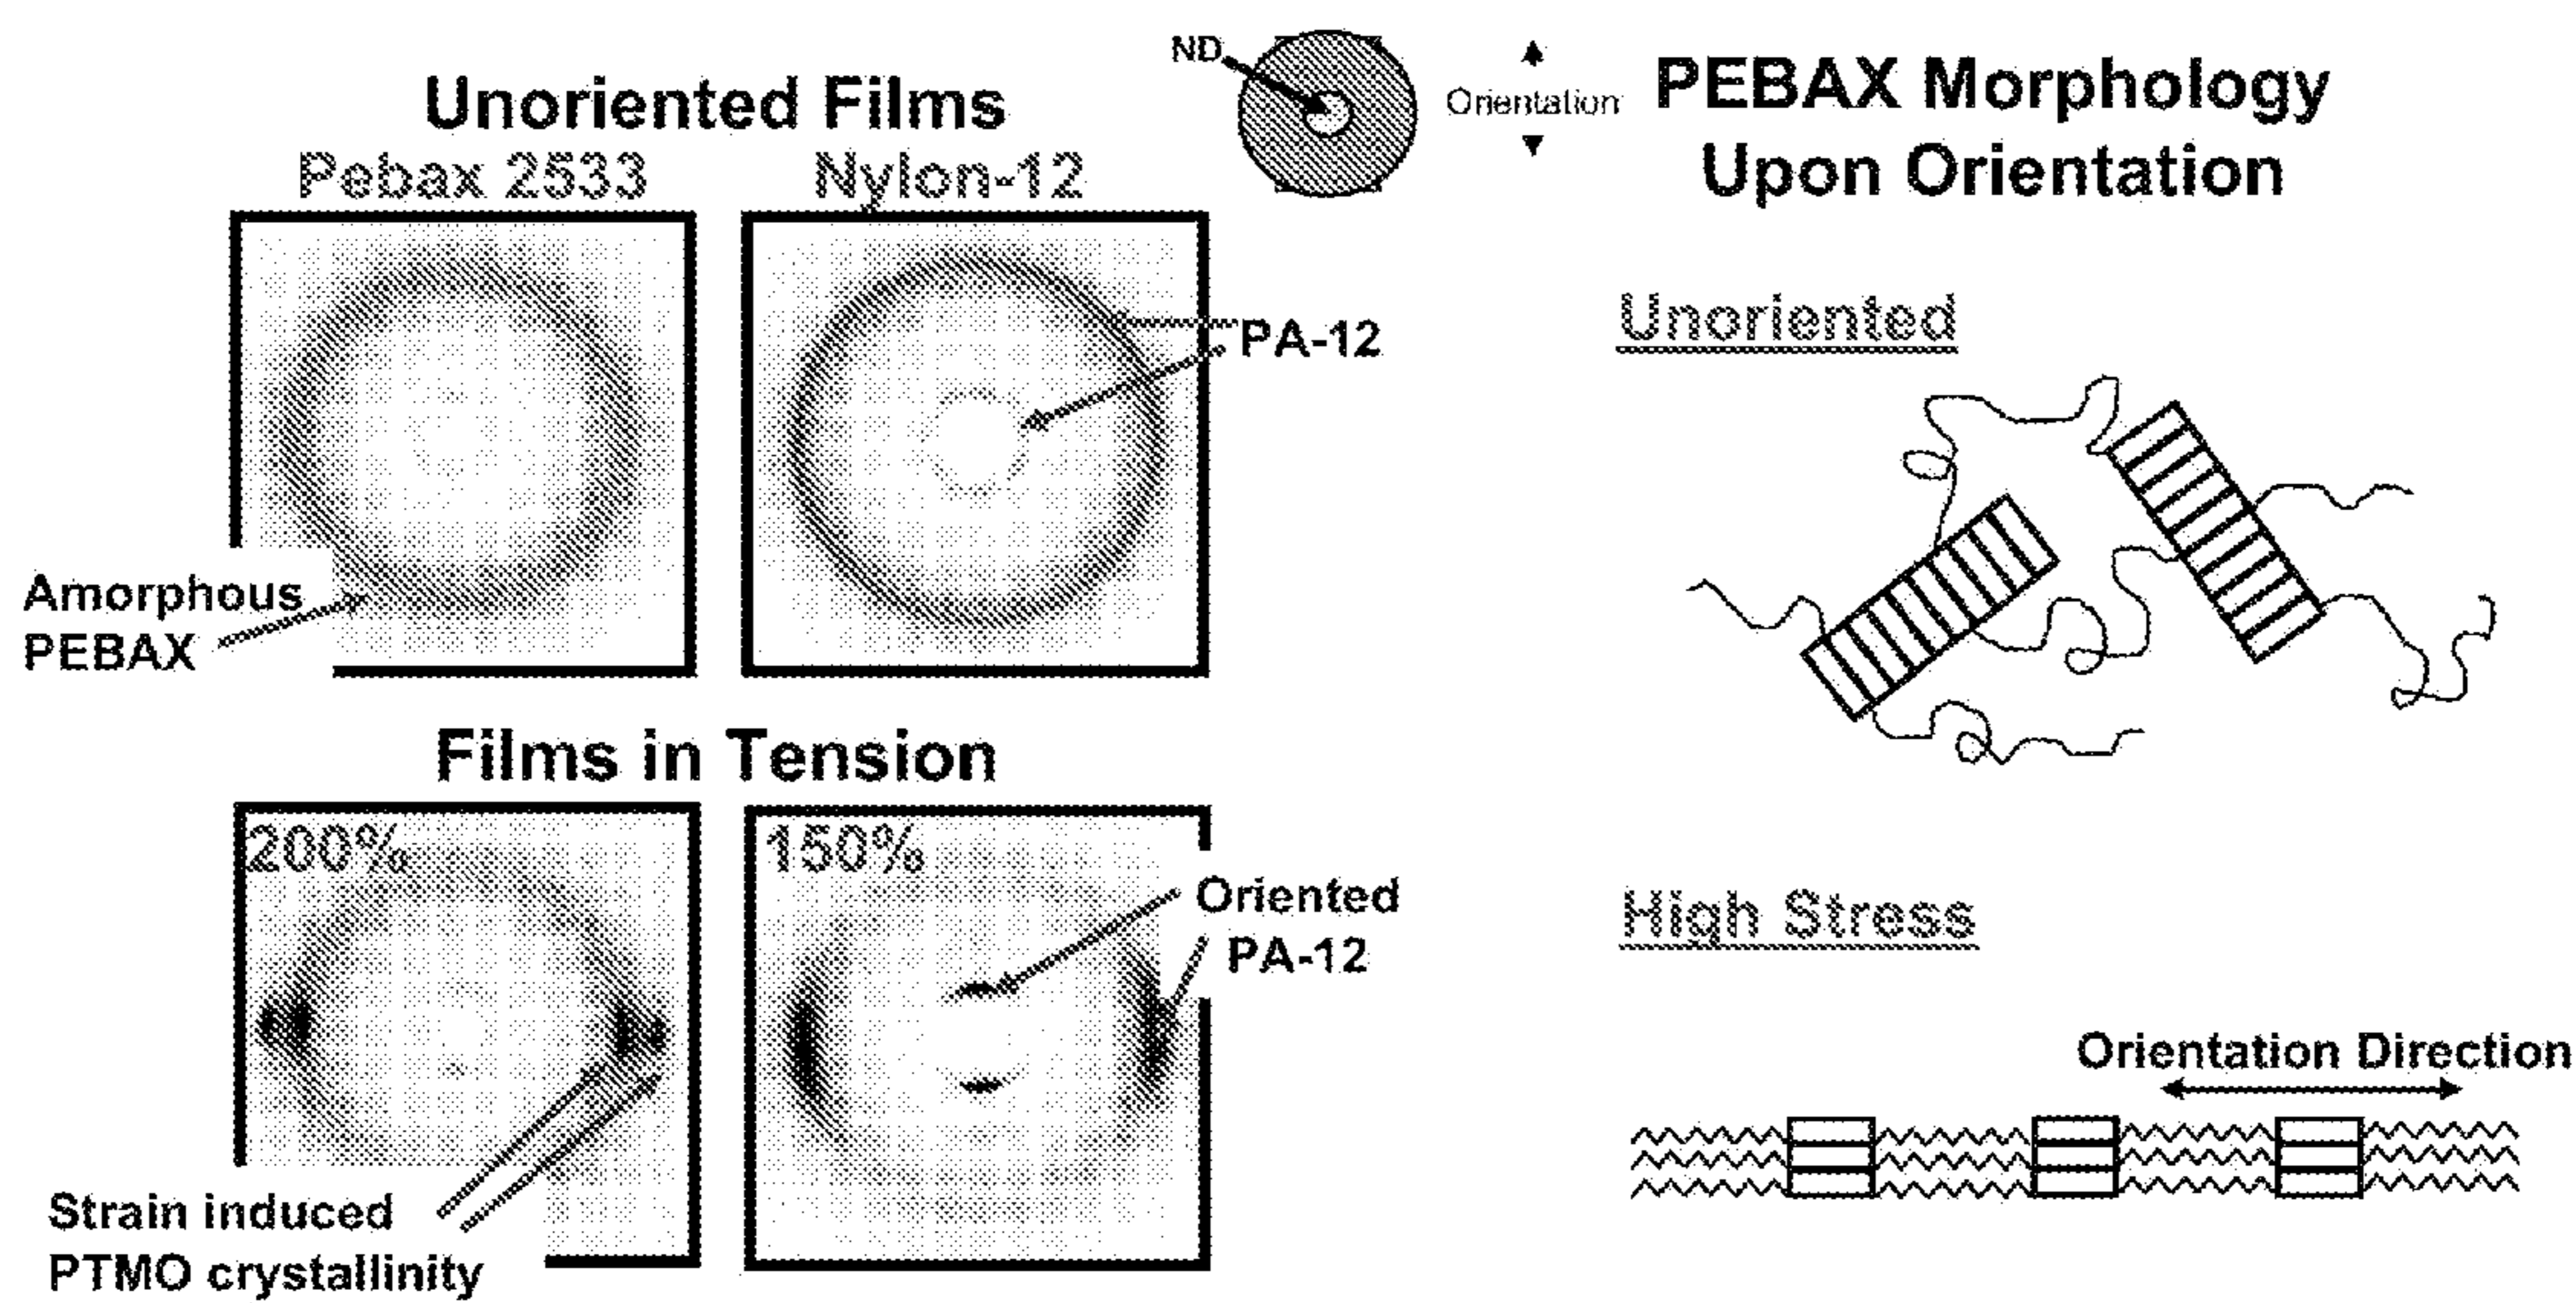 Unoriented Films
Pebax 2533
Nylon-12
ND
Orientation
PA-12
Amorphous
PEBAX
Films in Tension
200%
150%
Oriented
PA-12
Strain induced
PTMO crystallinity
PEBAX Morphology
Upon Orientation
Unoriented
High Stress
Orientation Direction